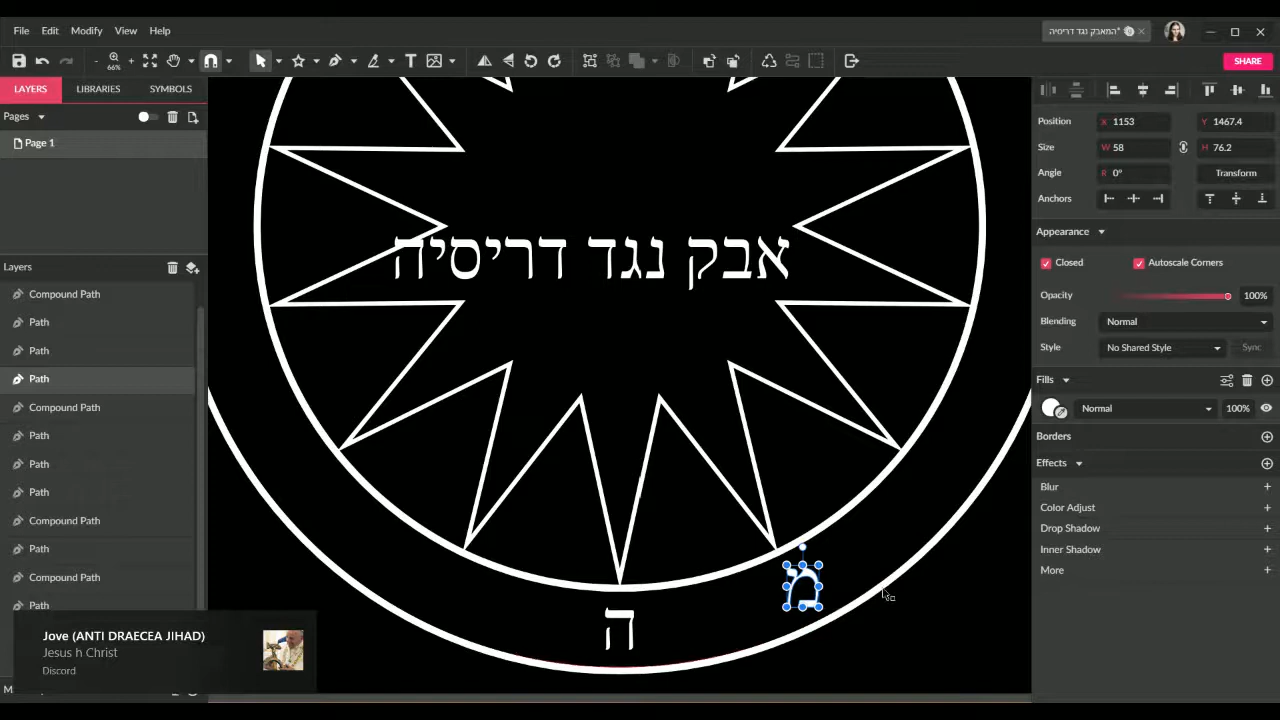 File Edit Modify View Help
*המאבק נגד דריסיה
66%
SHARE
LAYERS LIBRARIES SYMBOLS
Pages
Page 1
Layers
Compound Path
Path
Path
Path
Compound Path
Path
Path
Path
Compound Path
Path
Compound Path
Path
Jove (ANTI DRAECEA JIHAD)
Jesus h Christ
Discord
אבק נגד דריסיה
מ
ה
Position X 1153 Y 1467.4
Size W 58 H 76.2
Angle R 0° Transform
Anchors
Appearance
Closed Autoscale Corners
Opacity 100%
Blending Normal
Style No Shared Style Sync
Fills
Normal 100%
Borders
Effects
Blur
Color Adjust
Drop Shadow
Inner Shadow
More